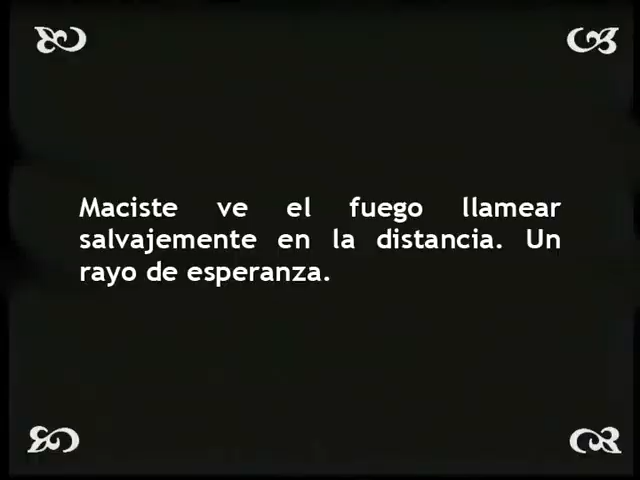 Maciste ve el fuego llamear
salvajemente en la distancia. Un
rayo de esperanza.